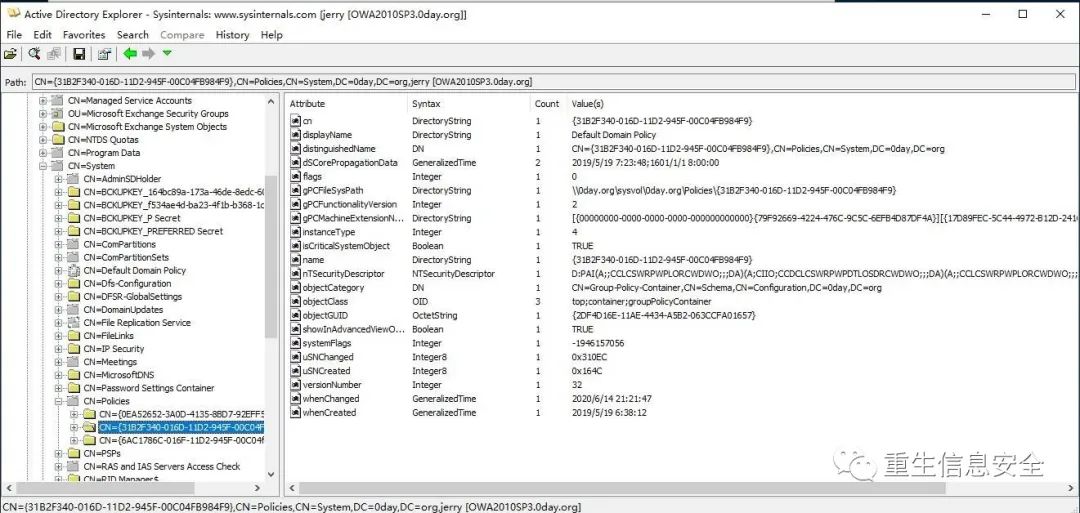 Active Directory Explorer - Sysinternals: www.sysinternals.com [jerry [OWA2010SP3.0day.org]]
File Edit Favorites Search Compare History Help
Path: CN={31B2F340-016D-11D2-945F-00C04FB984F9},CN=Policies,CN=System,DC=0day,DC=org,jerry [OWA2010SP3.0day.org]
CN=Managed Service Accounts
OU=Microsoft Exchange Security Groups
CN=Microsoft Exchange System Objects
CN=NTDS Quotas
CN=Program Data
CN=System
CN=AdminSDHolder
CN=BCKUPKEY_164bc89a-173a-46de-8edc-60
CN=BCKUPKEY_f534ae4d-ba23-4f1b-b368-1c
CN=BCKUPKEY_P Secret
CN=BCKUPKEY_PREFERRED Secret
CN=ComPartitions
CN=ComPartitionSets
CN=Default Domain Policy
CN=Dfs-Configuration
CN=DFSR-GlobalSettings
CN=DomainUpdates
CN=File Replication Service
CN=FileLinks
CN=IP Security
CN=Meetings
CN=MicrosoftDNS
CN=Password Settings Container
CN=Policies
CN={0EA52652-3A0D-4135-8BD7-92EFF5
CN={31B2F340-016D-11D2-945F-00C04F
CN={6AC1786C-016F-11D2-945F-00C04f
CN=PSPs
CN=RAS and IAS Servers Access Check
CN=RID Manager$
Attribute Syntax Count Value(s)
cn DirectoryString 1 {31B2F340-016D-11D2-945F-00C04FB984F9}
displayName DirectoryString 1 Default Domain Policy
distinguishedName DN 1 CN={31B2F340-016D-11D2-945F-00C04FB984F9},CN=Policies,CN=System,DC=0day,DC=org
dSCorePropagationData GeneralizedTime 2 2019/5/19 7:23:48;1601/1/1 8:00:00
flags Integer 1 0
gPCFileSysPath DirectoryString 1 \\0day.org\sysvol\0day.org\Policies\{31B2F340-016D-11D2-945F-00C04FB984F9}
gPCFunctionalityVersion Integer 1 2
gPCMachineExtensionN... DirectoryString 1 [{00000000-0000-0000-0000-000000000000}{79F92669-4224-476C-9C5C-6EFB4D87DF4A}][{17D89FEC-5C44-4972-B12D-241
instanceType Integer 1 4
isCriticalSystemObject Boolean 1 TRUE
name DirectoryString 1 {31B2F340-016D-11D2-945F-00C04FB984F9}
nTSecurityDescriptor NTSecurityDescriptor 1 D:PAI(A;;CCLCSWRPWPLORCWDWO;;;DA)(A;CIIO;CCDCLCSWRPWPDTLOSDRCWDWO;;;DA)(A;;CCLCSWRPWPLORCWDWO;;;
objectCategory DN 1 CN=Group-Policy-Container,CN=Schema,CN=Configuration,DC=0day,DC=org
objectClass OID 3 top;container;groupPolicyContainer
objectGUID OctetString 1 {2DF4D16E-11AE-4434-A5B2-063CCFA01657}
showInAdvancedViewO... Boolean 1 TRUE
systemFlags Integer 1 -1946157056
uSNChanged Integer8 1 0x310EC
uSNCreated Integer8 1 0x164C
versionNumber Integer 1 32
whenChanged GeneralizedTime 1 2020/6/14 21:21:47
whenCreated GeneralizedTime 1 2019/5/19 6:38:12
重生信息安全
CN={31B2F340-016D-11D2-945F-00C04FB984F9},CN=Policies,CN=System,DC=0day,DC=org,jerry [OWA2010SP3.0day.org]